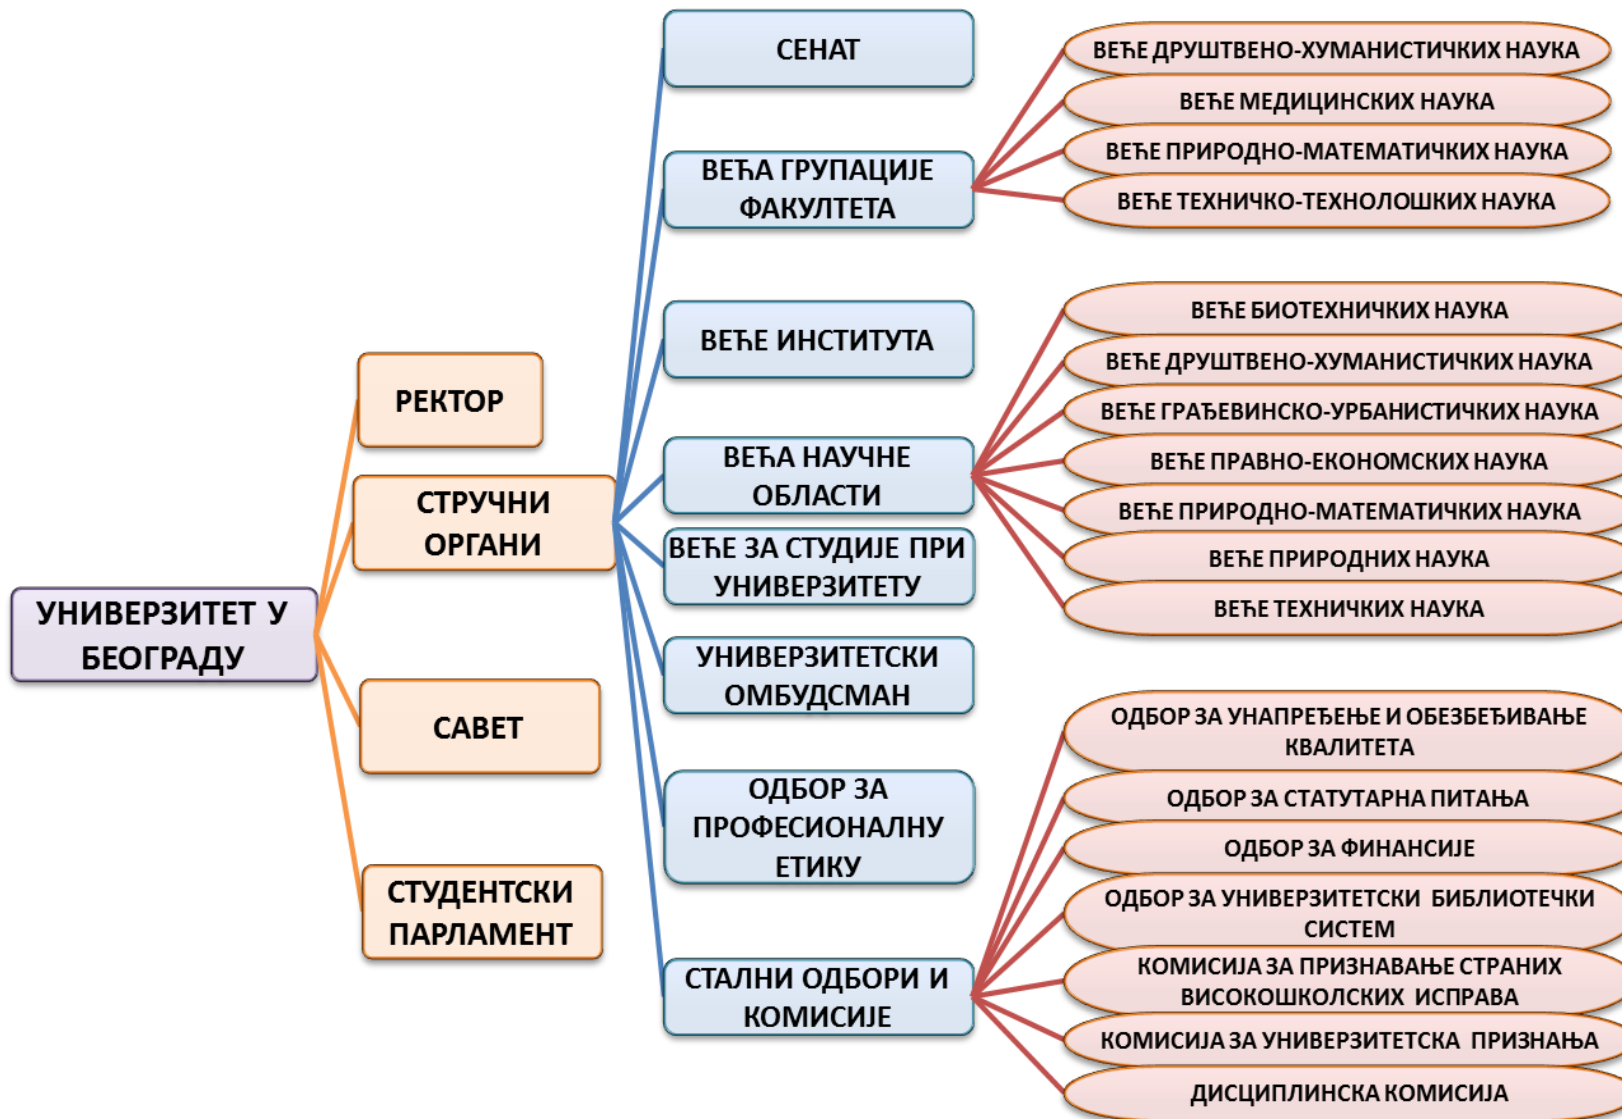 УНИВЕРЗИТЕТ У
БЕОГРАДУ
РЕКТОР
СТРУЧНИ
ОРГАНИ
САВЕТ
СТУДЕНТСКИ
ПАРЛАМЕНТ
СЕНАТ
ВЕЋА ГРУПАЦИЈЕ
ФАКУЛТЕТА
ВЕЋЕ ИНСТИТУТА
ВЕЋА НАУЧНЕ
ОБЛАСТИ
ВЕЋЕ ЗА СТУДИЈЕ ПРИ
УНИВЕРЗИТЕТУ
УНИВЕРЗИТЕТСКИ
ОМБУДСМАН
ОДБОР ЗА
ПРОФЕСИОНАЛНУ
ЕТИКУ
СТАЛНИ ОДБОРИ И
КОМИСИЈЕ
ВЕЋЕ ДРУШТВЕНО-ХУМАНИСТИЧКИХ НАУКА
ВЕЋЕ МЕДИЦИНСКИХ НАУКА
ВЕЋЕ ПРИРОДНО-МАТЕМАТИЧКИХ НАУКА
ВЕЋЕ ТЕХНИЧКО-ТЕХНОЛОШКИХ НАУКА
ВЕЋЕ БИОТЕХНИЧКИХ НАУКА
ВЕЋЕ ДРУШТВЕНО-ХУМАНИСТИЧКИХ НАУКА
ВЕЋЕ ГРАЂЕВИНСКО-УРБАНИСТИЧКИХ НАУКА
ВЕЋЕ ПРАВНО-ЕКОНОМСКИХ НАУКА
ВЕЋЕ ПРИРОДНО-МАТЕМАТИЧКИХ НАУКА
ВЕЋЕ ПРИРОДНИХ НАУКА
ВЕЋЕ ТЕХНИЧКИХ НАУКА
ОДБОР ЗА УНАПРЕЂЕЊЕ И ОБЕЗБЕЂИВАЊЕ
КВАЛИТЕТА
ОДБОР ЗА СТАТУТАРНА ПИТАЊА
ОДБОР ЗА ФИНАНСИЈЕ
ОДБОР ЗА УНИВЕРЗИТЕТСКИ БИБЛИОТЕЧКИ
СИСТЕМ
КОМИСИЈА ЗА ПРИЗНАВАЊЕ СТРАНИХ
ВИСОКОШКОЛСКИХ ИСПРАВА
КОМИСИЈА ЗА УНИВЕРЗИТЕТСКА ПРИЗНАЊА
ДИСЦИПЛИНСКА КОМИСИЈА